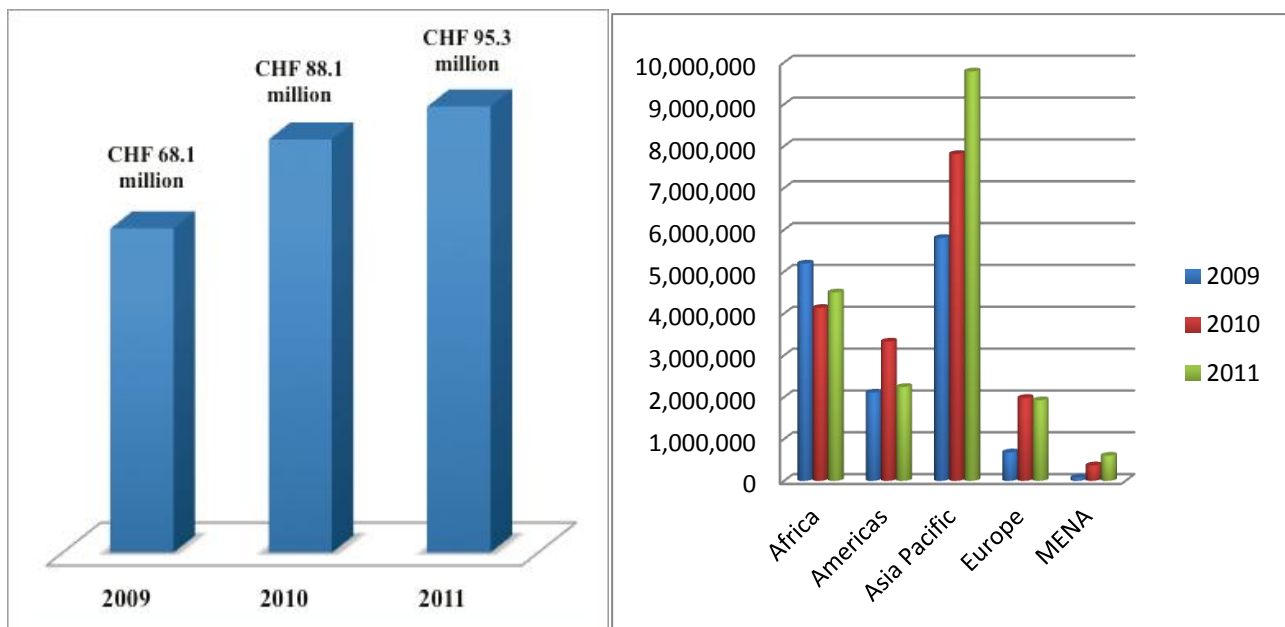 CHF 68.1
million
CHF 88.1
million
CHF 95.3
million
2009
2010
2011
10,000,000
9,000,000
8,000,000
7,000,000
6,000,000
5,000,000
4,000,000
3,000,000
2,000,000
1,000,000
0
Africa
Americas
Asia Pacific
Europe
MENA
2009
2010
2011